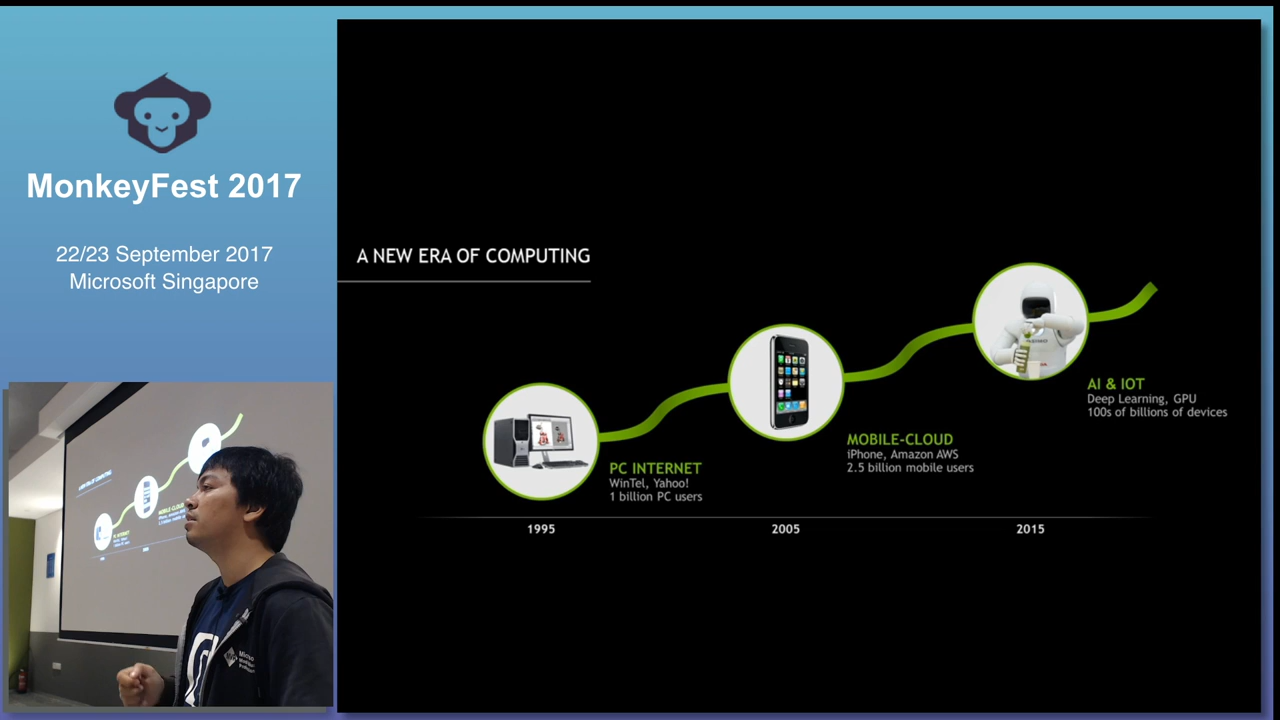 MonkeyFest 2017
22/23 September 2017
Microsoft Singapore
A NEW ERA OF COMPUTING
PC INTERNET
WinTel, Yahoo!
1 billion PC users
MOBILE-CLOUD
iPhone, Amazon AWS
2.5 billion mobile users
AI & IOT
Deep Learning, GPU
100s of billions of devices
1995
2005
2015